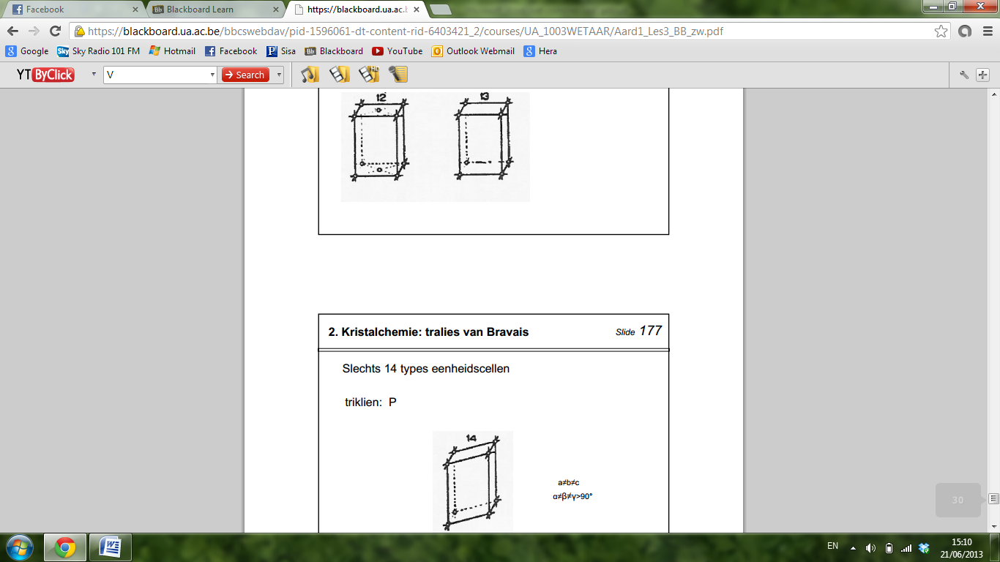 Facebook
Blackboard Learn
https://blackboard.ua.ac.b
https://blackboard.ua.ac.be/bbcswebdav/pid-1596061-dt-content-rid-6403421_2/courses/UA_1003WETAAR/Aard1_Les3_BB_zw.pdf
Google Sky Radio 101 FM Hotmail Facebook Sisa Blackboard YouTube Outlook Webmail Hera
YT ByClick V Search
12 13
2. Kristalchemie: tralies van Bravais Slide 177
Slechts 14 types eenheidscellen
triklien: P
14
a≠b≠c
α≠β≠γ>90°
30
EN 15:10
21/06/2013